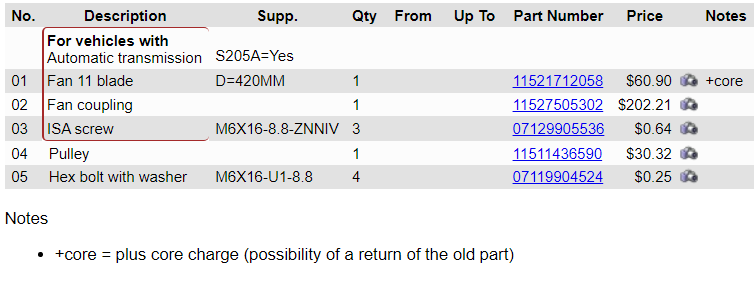 No. Description Supp. Qty From Up To Part Number Price Notes
For vehicles with
Automatic transmission S205A=Yes
01 Fan 11 blade D=420MM 1 11521712058 $60.90 +core
02 Fan coupling 1 11527505302 $202.21
03 ISA screw M6X16-8.8-ZNNIV 3 07129905536 $0.64
04 Pulley 1 11511436590 $30.32
05 Hex bolt with washer M6X16-U1-8.8 4 07119904524 $0.25
Notes
• +core = plus core charge (possibility of a return of the old part)